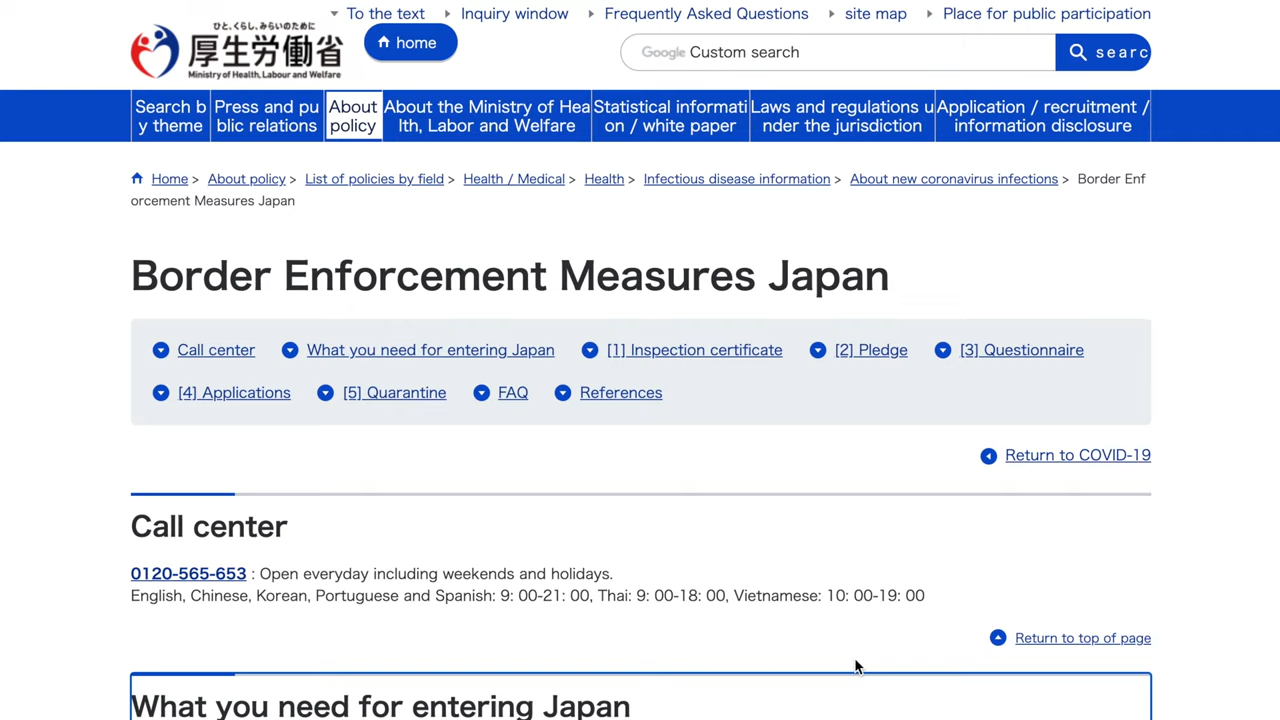 To the text Inquiry window Frequently Asked Questions site map Place for public participation
ひと、くらし、みらいのために
厚生労働省
Ministry of Health, Labour and Welfare
home
Google Custom search
searc
Search b
y theme
Press and pu
blic relations
About
policy
About the Ministry of Hea
lth, Labor and Welfare
Statistical informati
on / white paper
Laws and regulations u
nder the jurisdiction
Application / recruitment /
information disclosure
Home > About policy > List of policies by field > Health / Medical > Health > Infectious disease information > About new coronavirus infections > Border Enf
orcement Measures Japan
Border Enforcement Measures Japan
Call center What you need for entering Japan [1] Inspection certificate [2] Pledge [3] Questionnaire
[4] Applications [5] Quarantine FAQ References
Return to COVID-19
Call center
0120-565-653 : Open everyday including weekends and holidays.
English, Chinese, Korean, Portuguese and Spanish: 9: 00-21: 00, Thai: 9: 00-18: 00, Vietnamese: 10: 00-19: 00
Return to top of page
What you need for entering Japan